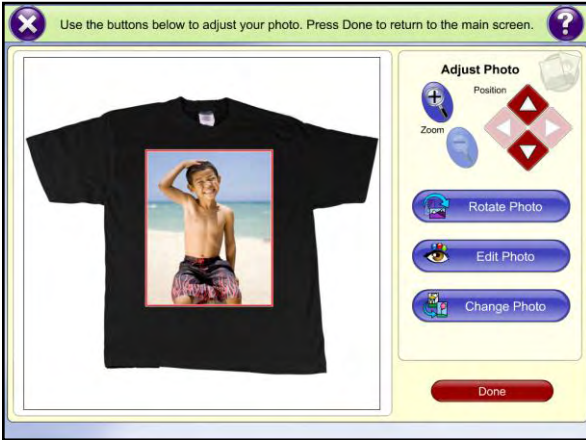 Use the buttons below to adjust your photo. Press Done to return to the main screen.
?
Adjust Photo
Position
Zoom
Rotate Photo
Edit Photo
Change Photo
Done